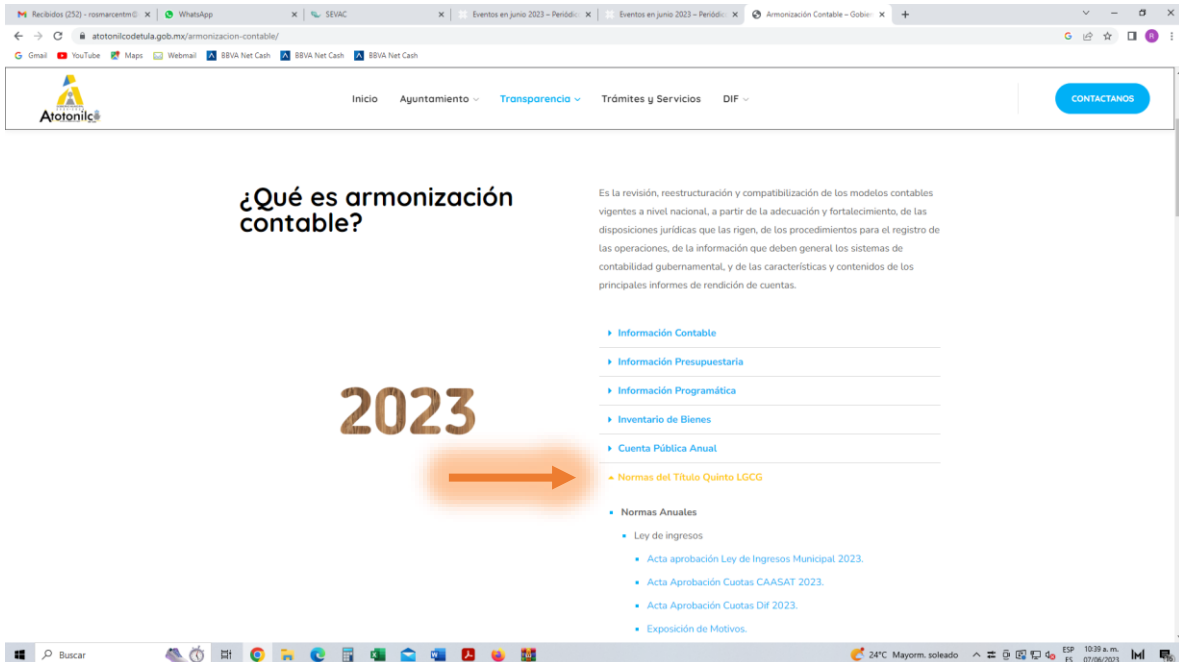 Recibidos (252) - rosmarcentm@
WhatsApp
SEVAC
Eventos en junio 2023 – Periódic
Eventos en junio 2023 – Periódic
Armonización Contable – Gobier
atotonilcodetula.gob.mx/armonizacion-contable/
Gmail
YouTube
Maps
Webmail
BBVA Net Cash
BBVA Net Cash
BBVA Net Cash
Atotonilco
Inicio
Ayuntamiento
Transparencia
Trámites y Servicios
DIF
CONTACTANOS
¿Qué es armonización
contable?
Es la revisión, reestructuración y compatibilización de los modelos contables
vigentes a nivel nacional, a partir de la adecuación y fortalecimiento, de las
disposiciones jurídicas que las rigen, de los procedimientos para el registro de
las operaciones, de la información que deben general los sistemas de
contabilidad gubernamental, y de las características y contenidos de los
principales informes de rendición de cuentas.
2023
Información Contable
Información Presupuestaria
Información Programática
Inventario de Bienes
Cuenta Pública Anual
Normas del Título Quinto LGCG
Normas Anuales
Ley de ingresos
Acta aprobación Ley de Ingresos Municipal 2023.
Acta Aprobación Cuotas CAASAT 2023.
Acta Aprobación Cuotas Dif 2023.
Exposición de Motivos.
Buscar
24°C Mayorm. soleado
ESP
ES
10:39 a. m.
07/06/2023